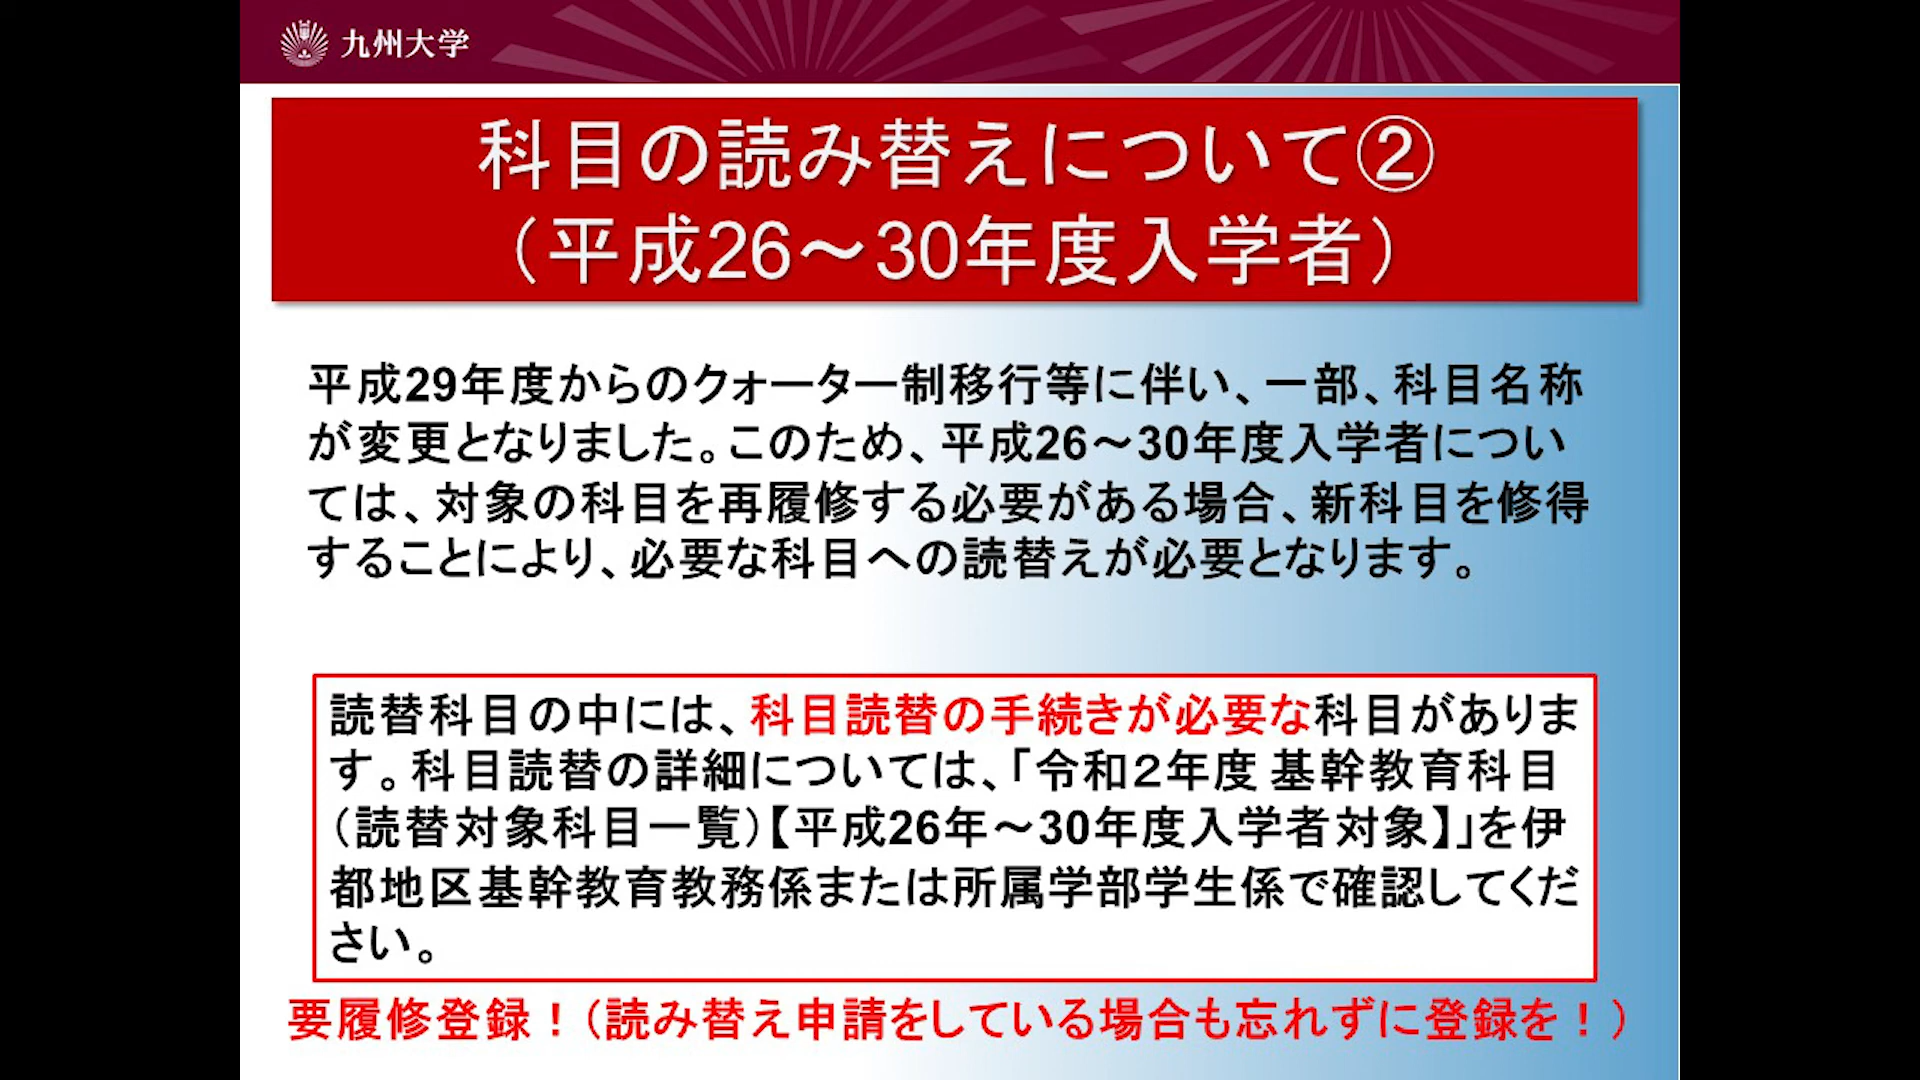 九州大学
科目の読み替えについて②
（平成26～30年度入学者）
平成29年度からのクォーター制移行等に伴い、一部、科目名称
が変更となりました。このため、平成26～30年度入学者につい
ては、対象の科目を再履修する必要がある場合、新科目を修得
することにより、必要な科目への読替えが必要となります。
読替科目の中には、科目読替の手続きが必要な科目がありま
す。科目読替の詳細については、「令和２年度 基幹教育科目
（読替対象科目一覧）【平成26年～30年度入学者対象】」を伊
都地区基幹教育教務係または所属学部学生係で確認してくだ
さい。
要履修登録！（読み替え申請をしている場合も忘れずに登録を！）